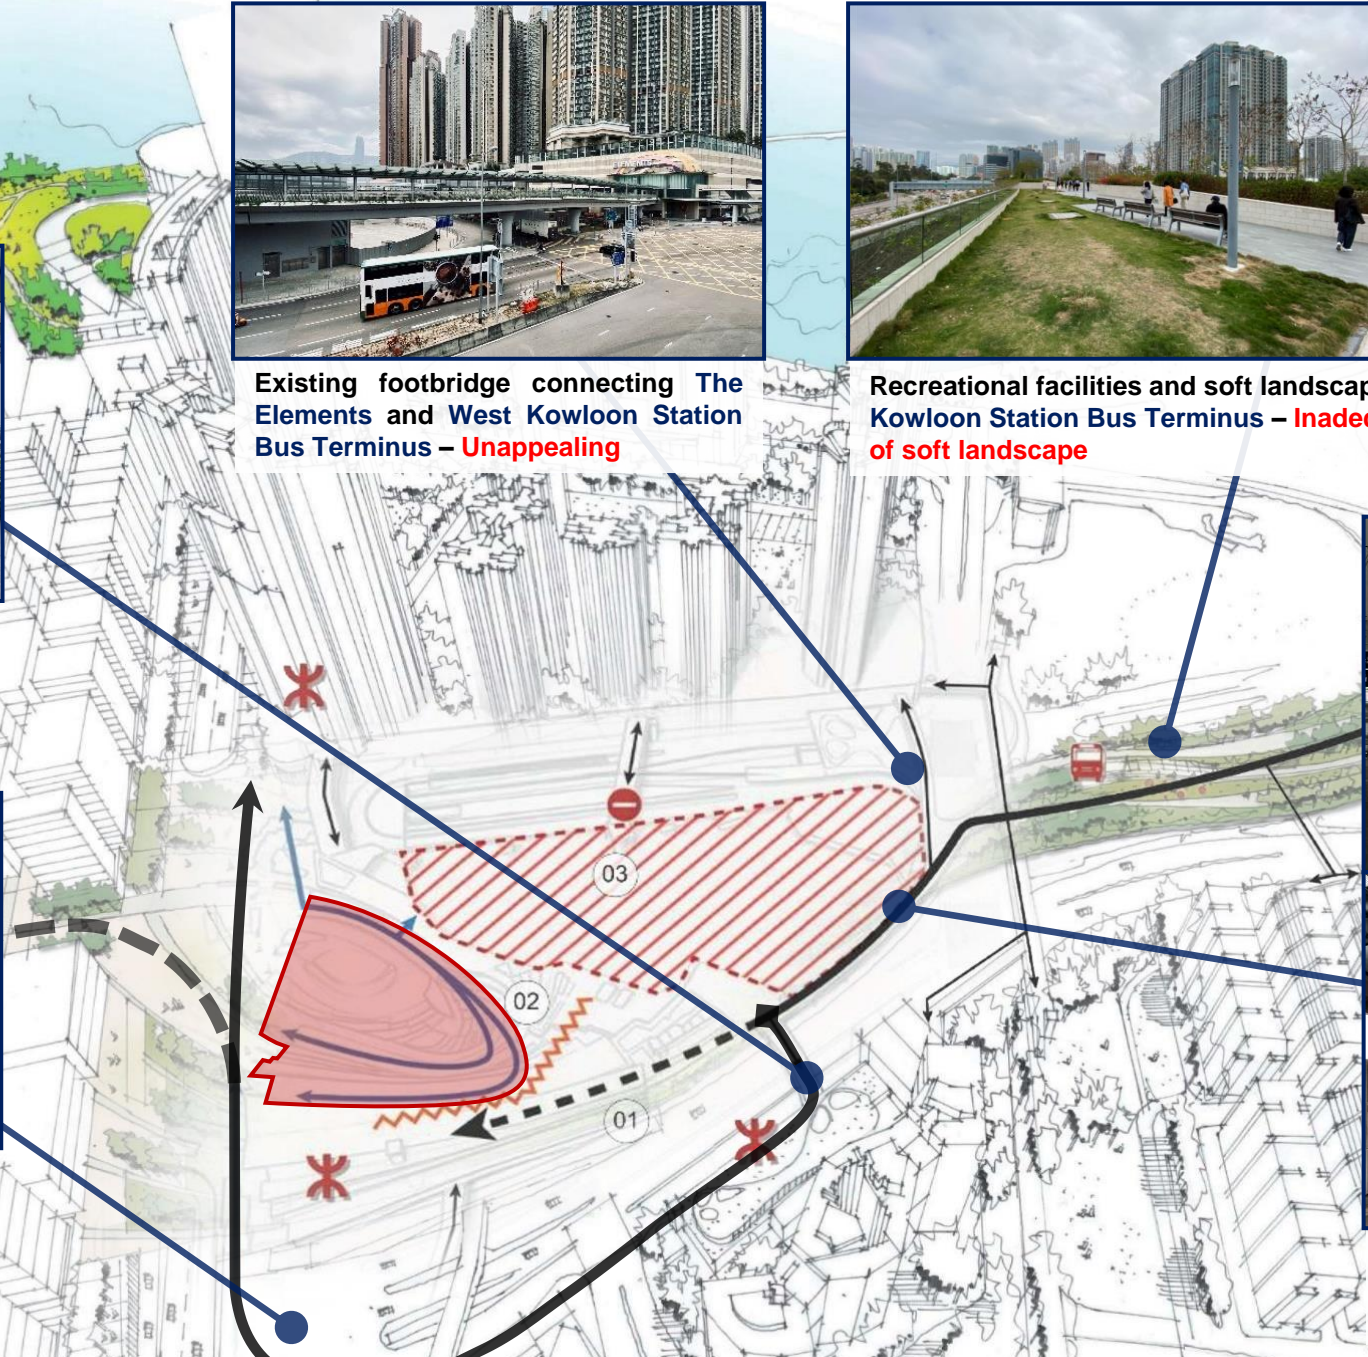 Existing footbridge connecting The
Elements and West Kowloon Station
Bus Terminus – Unappealing
Recreational facilities and soft landscap
Kowloon Station Bus Terminus – Inaded
of soft landscape
03
02
01